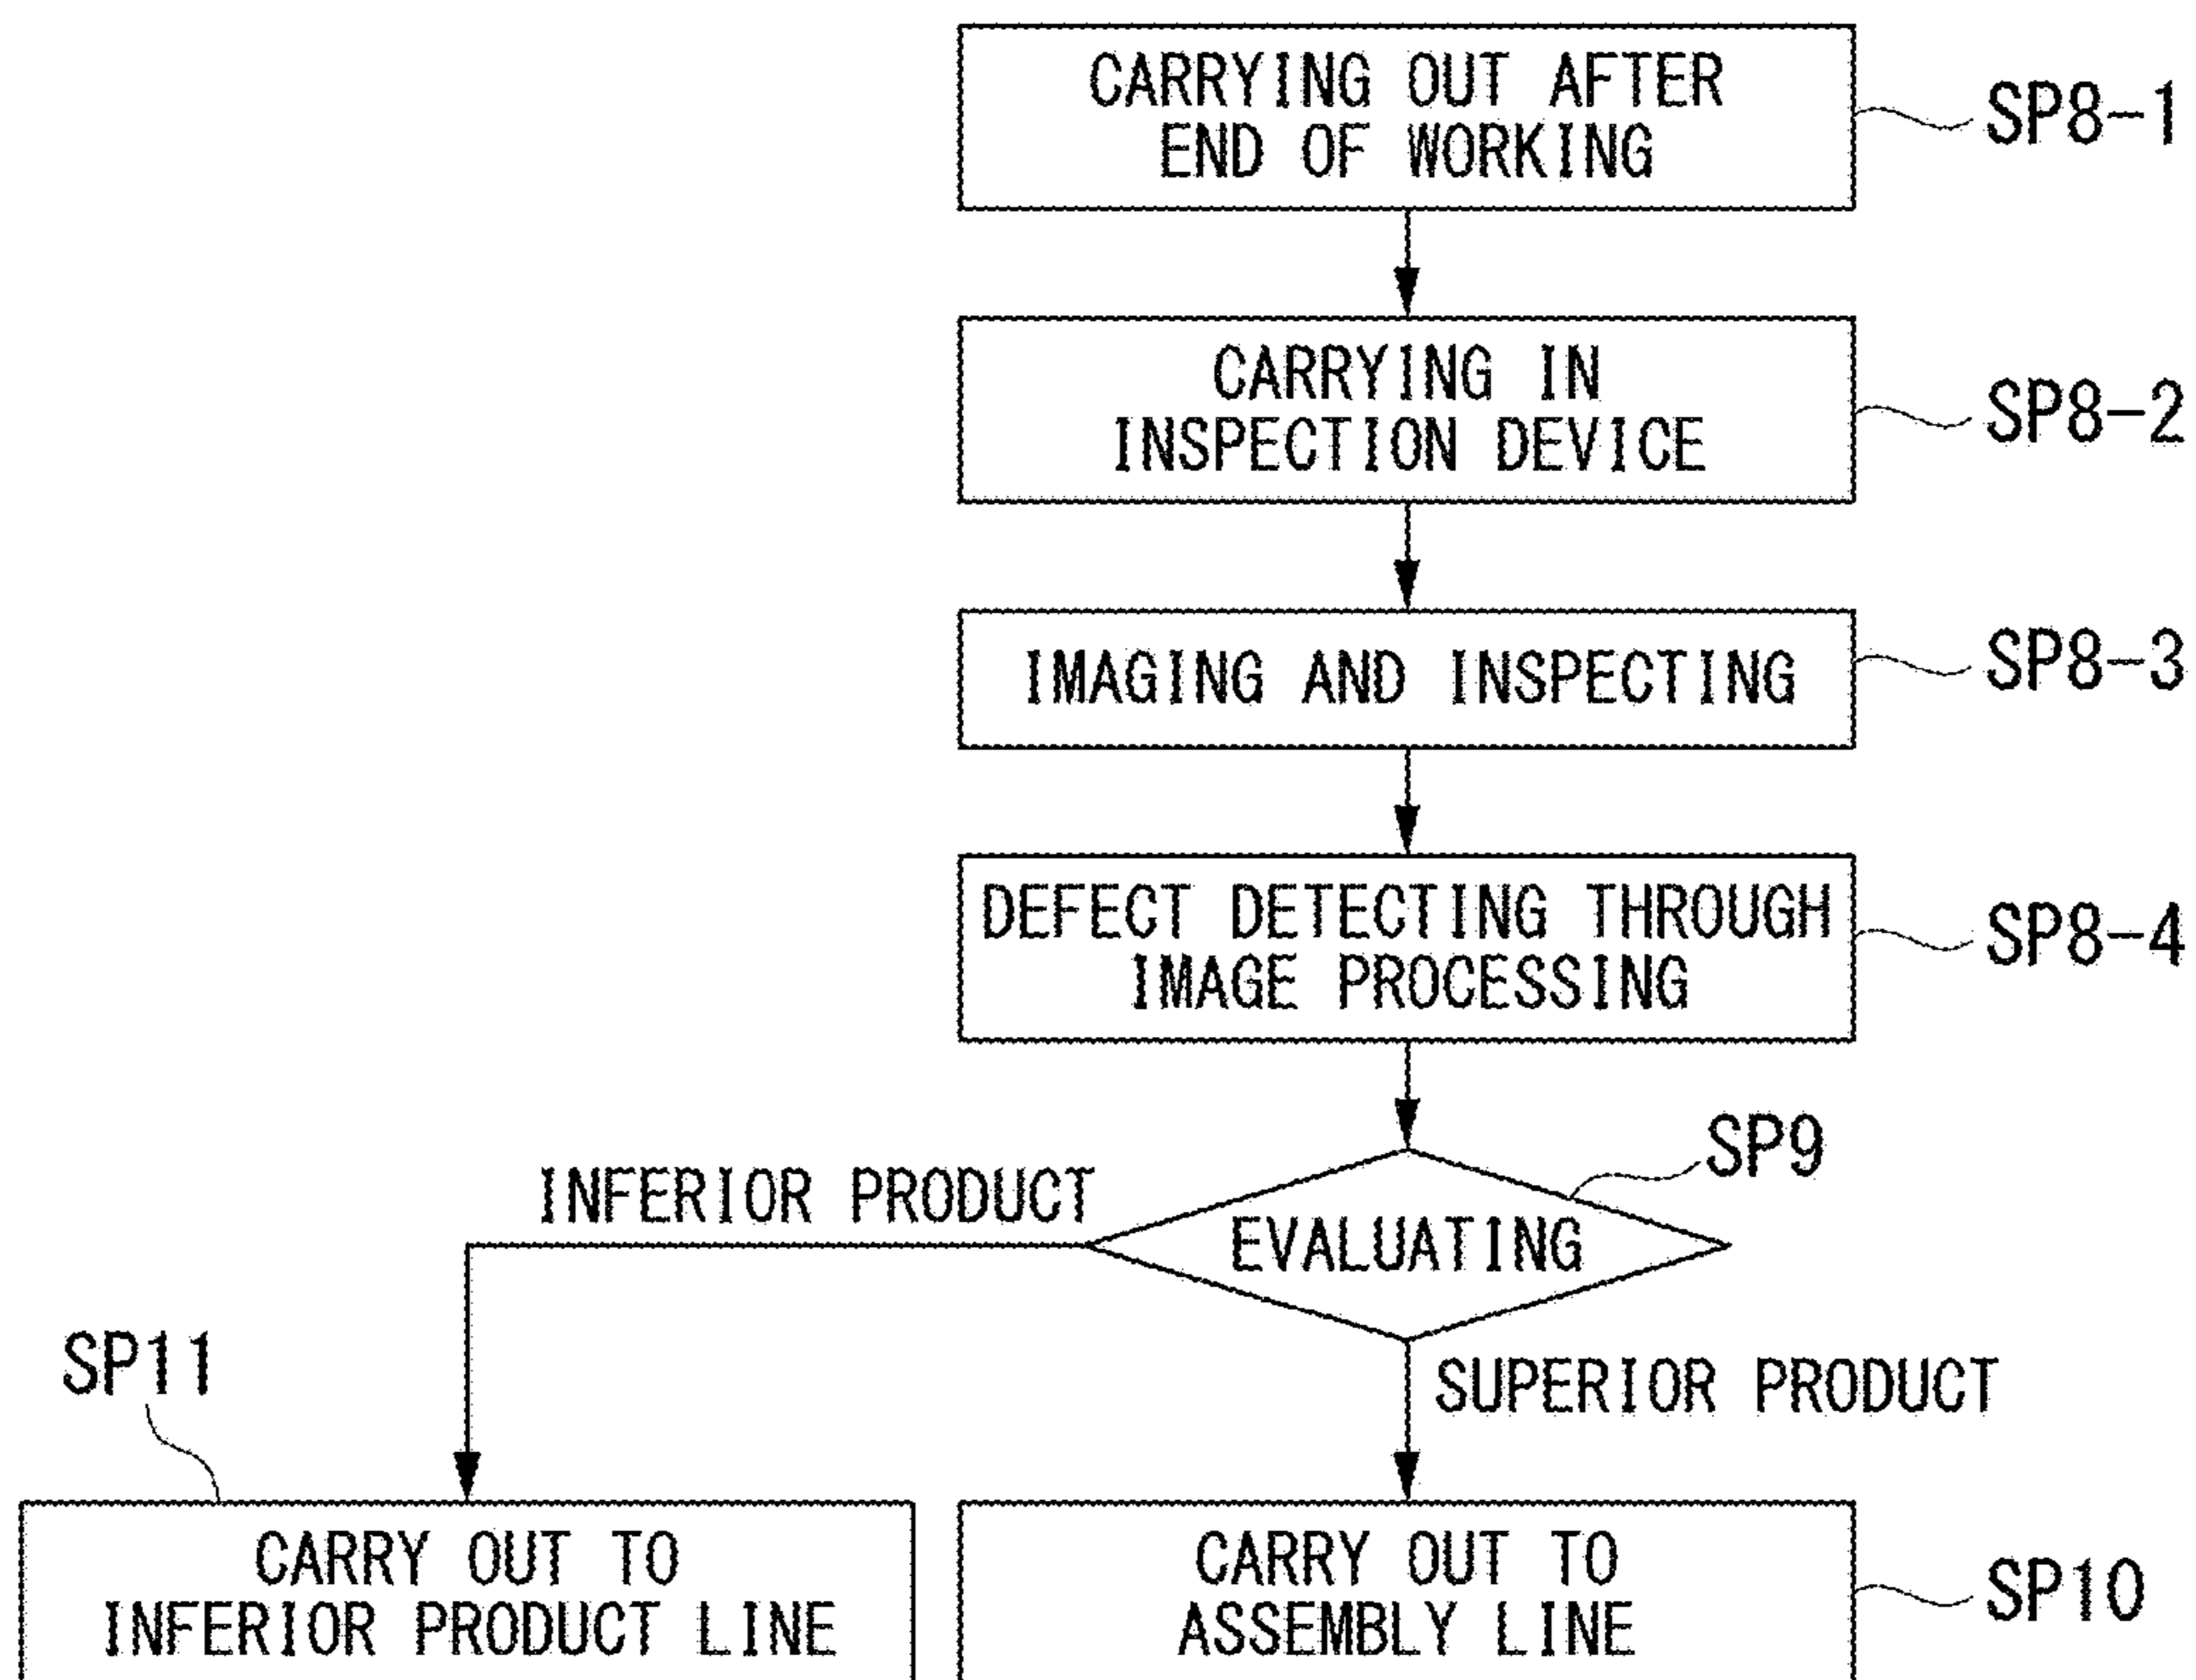 CARRYING OUT AFTER
END OF WORKING
SP8-1
CARRYING IN
INSPECTION DEVICE
SP8-2
IMAGING AND INSPECTING
SP8-3
DEFECT DETECTING THROUGH
IMAGE PROCESSING
SP8-4
SP9
INFERIOR PRODUCT
EVALUATING
SP11
SUPERIOR PRODUCT
CARRY OUT TO
INFERIOR PRODUCT LINE
CARRY OUT TO
ASSEMBLY LINE
SP10